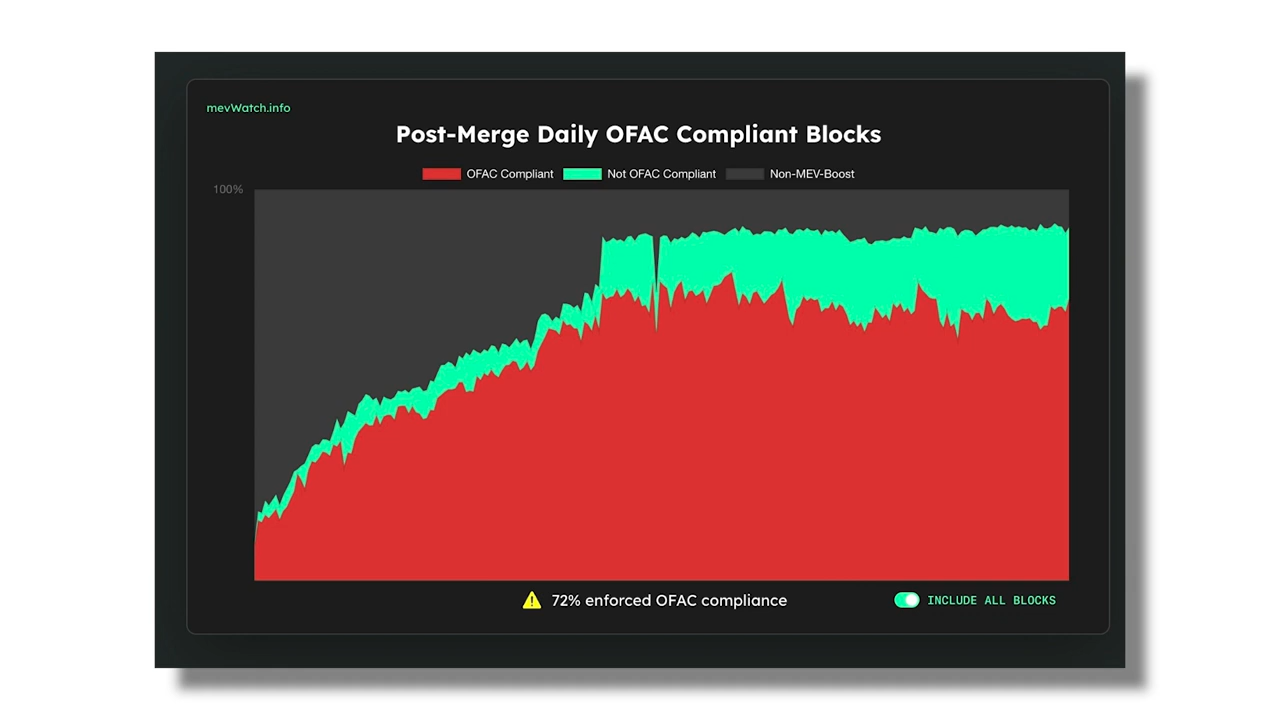 mevWatch.info
Post-Merge Daily OFAC Compliant Blocks
OFAC Compliant Not OFAC Compliant Non-MEV-Boost
100%
72% enforced OFAC compliance
INCLUDE ALL BLOCKS